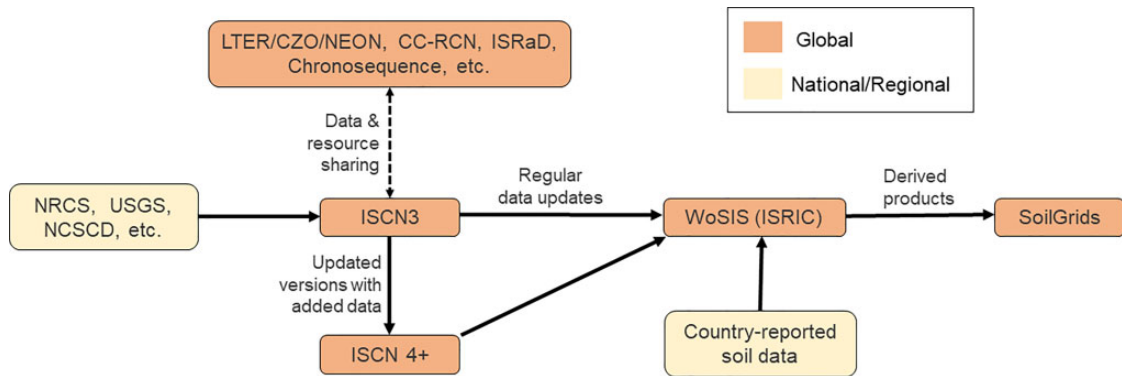 LTER/CZO/NEON, CC-RCN, ISRaD,
Chronosequence, etc.
Global
National/Regional
Data &
resource
sharing
Regular
data updates
Derived
products
NRCS, USGS,
NCSCD, etc.
ISCN3
WoSIS (ISRIC)
SoilGrids
Updated
versions with
added data
ISCN 4+
Country-reported
soil data